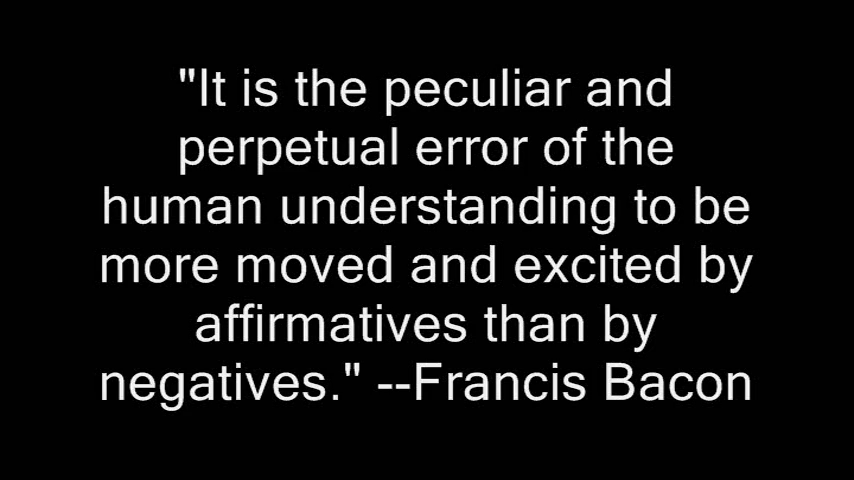 "It is the peculiar and
perpetual error of the
human understanding to be
more moved and excited by
affirmatives than by
negatives." --Francis Bacon